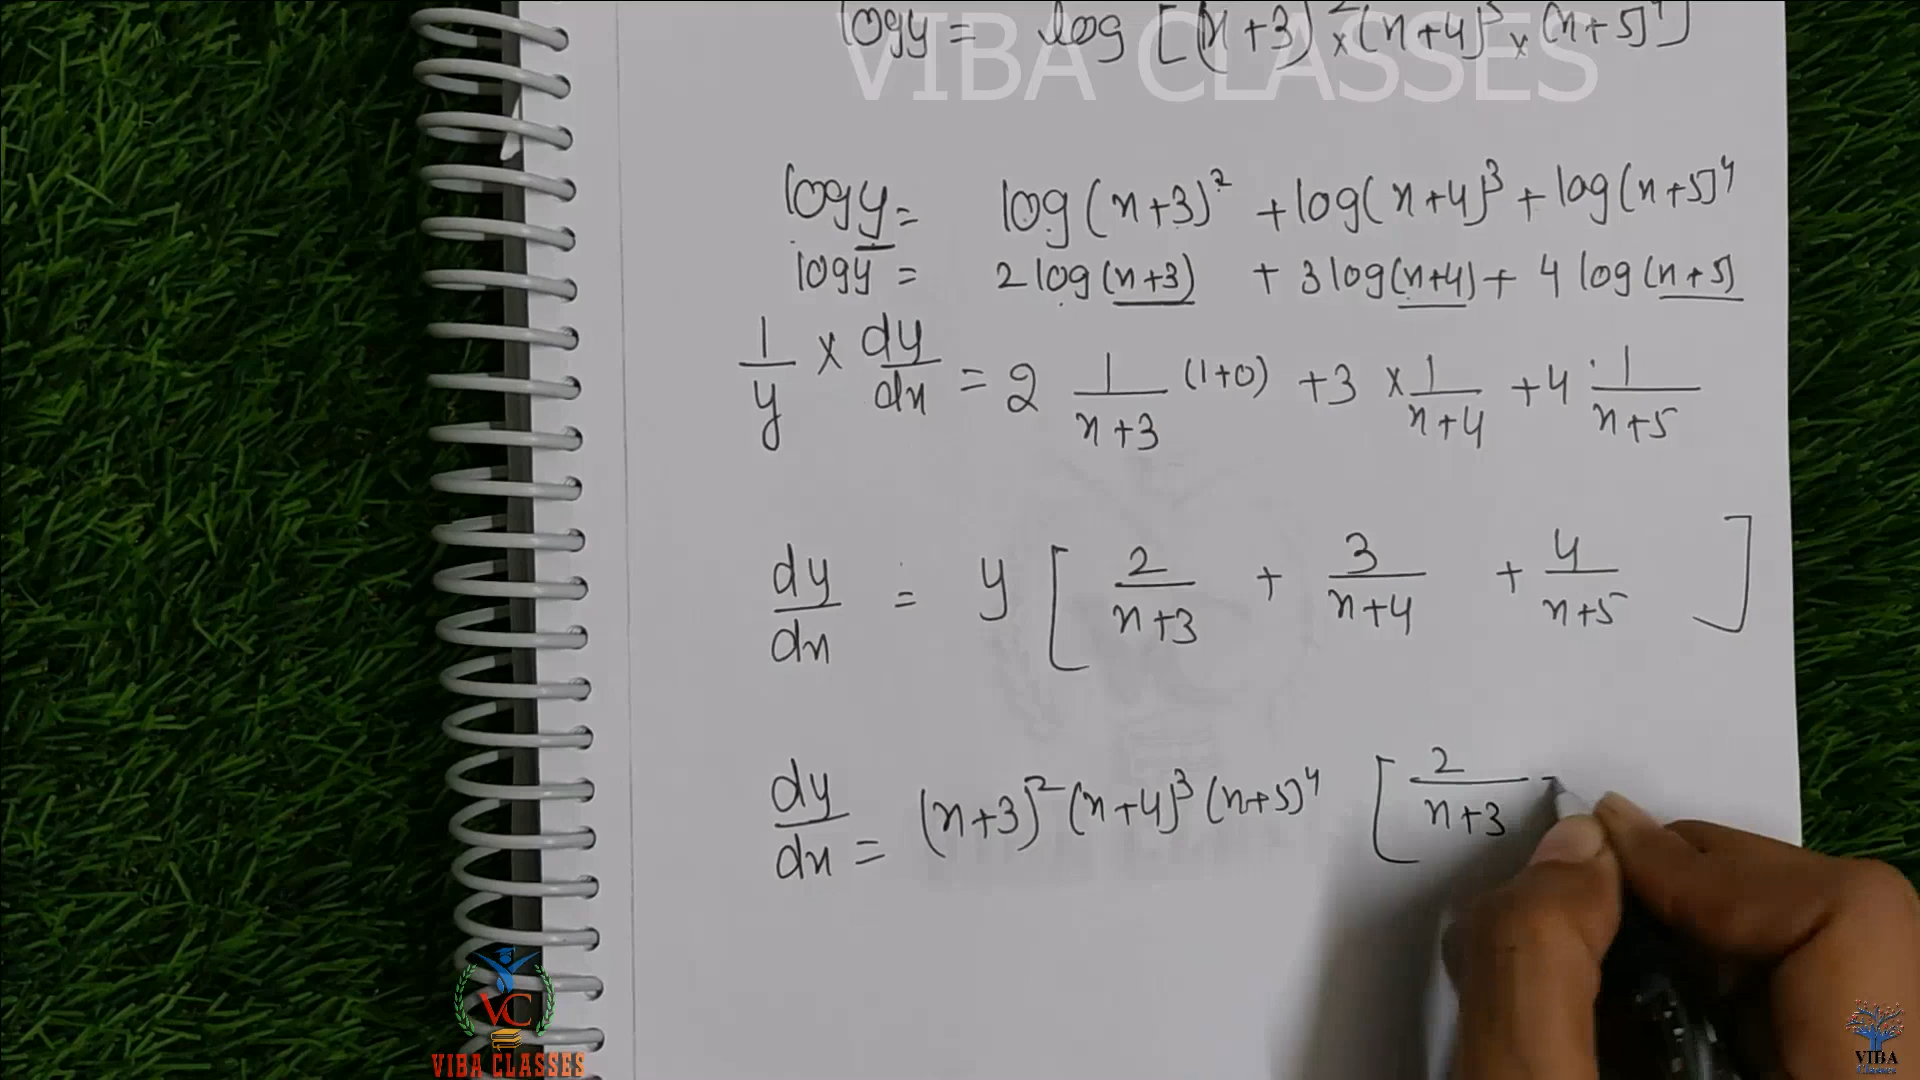 logy = log [(x+3)² × (x+4)³ × (x+5)⁴]
VIBA CLASSES
logy = log(x+3)² + log(x+4)³ + log(x+5)⁴
logy = 2 log(x+3) + 3 log(x+4) + 4 log(x+5)
1/y × dy/dx = 2 1/x+3 (1+0) + 3 × 1/x+4 + 4 · 1/x+5
dy/dx = y [ 2/x+3 + 3/x+4 + 4/x+5 ]
dy/dx = (x+3)² (x+4)³ (x+5)⁴ [ 2/x+3
VC
VIBA CLASSES
VIBA
Classes